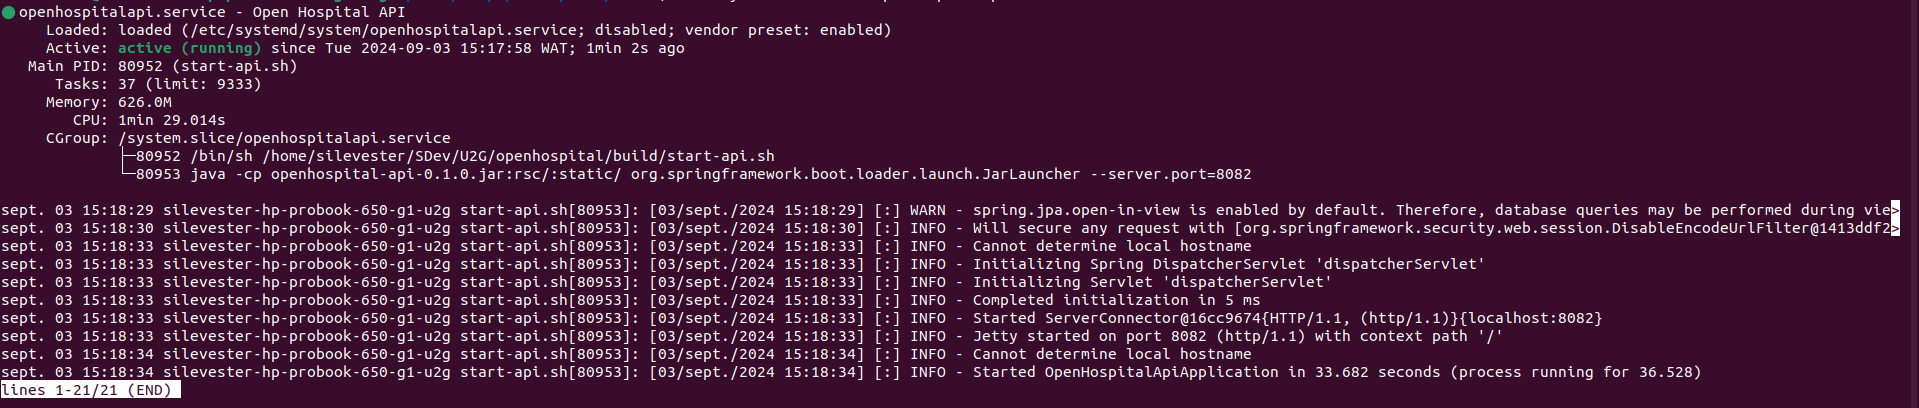 ● openhospitalapi.service - Open Hospital API
     Loaded: loaded (/etc/systemd/system/openhospitalapi.service; disabled; vendor preset: enabled)
     Active: active (running) since Tue 2024-09-03 15:17:58 WAT; 1min 2s ago
   Main PID: 80952 (start-api.sh)
      Tasks: 37 (limit: 9333)
     Memory: 626.0M
        CPU: 1min 29.014s
     CGroup: /system.slice/openhospitalapi.service
             ├─80952 /bin/sh /home/silevester/SDev/U2G/openhospital/build/start-api.sh
             └─80953 java -cp openhospital-api-0.1.0.jar:rsc/:static/ org.springframework.boot.loader.launch.JarLauncher --server.port=8082
sept. 03 15:18:29 silevester-hp-probook-650-g1-u2g start-api.sh[80953]: [03/sept./2024 15:18:29] [:] WARN - spring.jpa.open-in-view is enabled by default. Therefore, database queries may be performed during vie>
sept. 03 15:18:30 silevester-hp-probook-650-g1-u2g start-api.sh[80953]: [03/sept./2024 15:18:30] [:] INFO - Will secure any request with [org.springframework.security.web.session.DisableEncodeUrlFilter@1413ddf2>
sept. 03 15:18:33 silevester-hp-probook-650-g1-u2g start-api.sh[80953]: [03/sept./2024 15:18:33] [:] INFO - Cannot determine local hostname
sept. 03 15:18:33 silevester-hp-probook-650-g1-u2g start-api.sh[80953]: [03/sept./2024 15:18:33] [:] INFO - Initializing Spring DispatcherServlet 'dispatcherServlet'
sept. 03 15:18:33 silevester-hp-probook-650-g1-u2g start-api.sh[80953]: [03/sept./2024 15:18:33] [:] INFO - Initializing Servlet 'dispatcherServlet'
sept. 03 15:18:33 silevester-hp-probook-650-g1-u2g start-api.sh[80953]: [03/sept./2024 15:18:33] [:] INFO - Completed initialization in 5 ms
sept. 03 15:18:33 silevester-hp-probook-650-g1-u2g start-api.sh[80953]: [03/sept./2024 15:18:33] [:] INFO - Started ServerConnector@16cc9674{HTTP/1.1, (http/1.1)}{localhost:8082}
sept. 03 15:18:33 silevester-hp-probook-650-g1-u2g start-api.sh[80953]: [03/sept./2024 15:18:33] [:] INFO - Jetty started on port 8082 (http/1.1) with context path '/'
sept. 03 15:18:34 silevester-hp-probook-650-g1-u2g start-api.sh[80953]: [03/sept./2024 15:18:34] [:] INFO - Cannot determine local hostname
sept. 03 15:18:34 silevester-hp-probook-650-g1-u2g start-api.sh[80953]: [03/sept./2024 15:18:34] [:] INFO - Started OpenHospitalApiApplication in 33.682 seconds (process running for 36.528)
lines 1-21/21 (END)